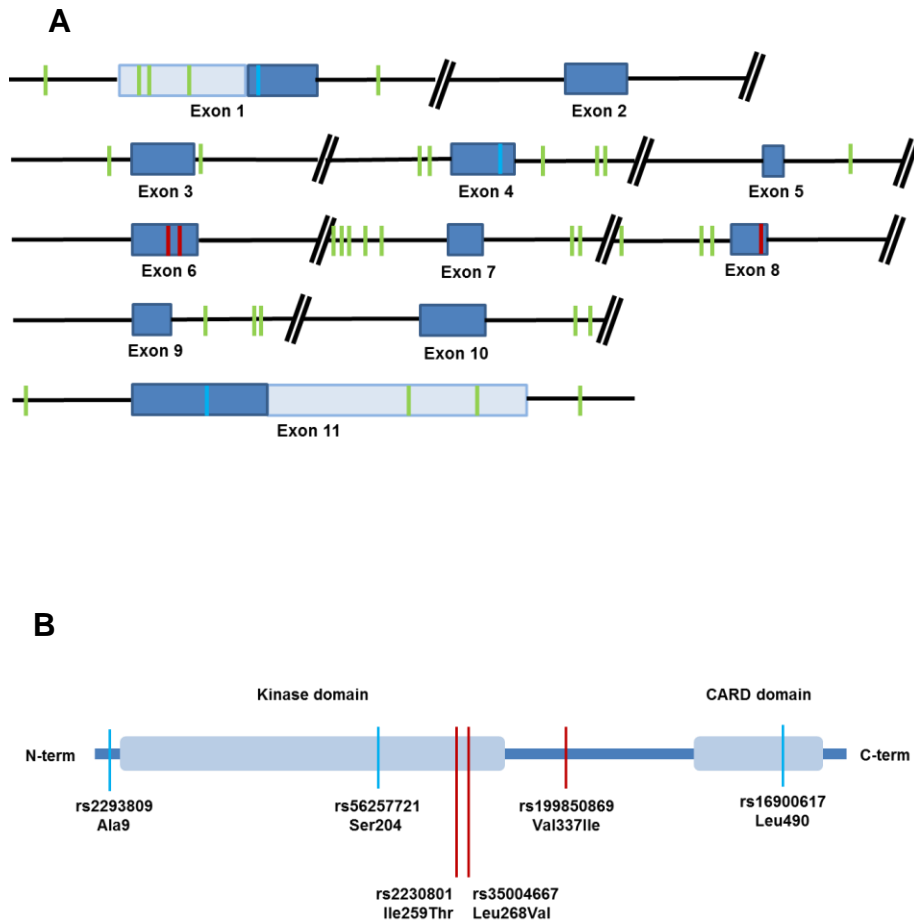 A
Exon 1
Exon 2
Exon 3
Exon 4
Exon 5
Exon 6
Exon 7
Exon 8
Exon 9
Exon 10
Exon 11
B
Kinase domain
CARD domain
N-term
C-term
rs2293809
Ala9
rs56257721
Ser204
rs199850869
Val337Ile
rs16900617
Leu490
rs2230801
Ile259Thr
rs35004667
Leu268Val